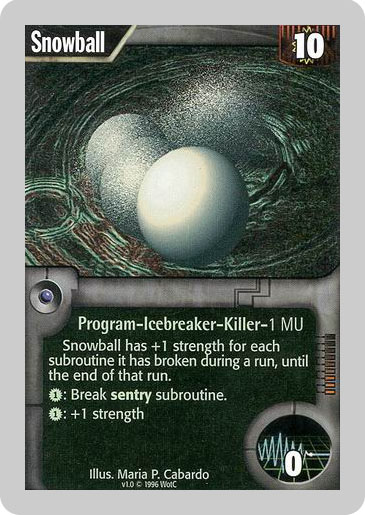 Snowball
10
Program-Icebreaker-Killer-1 MU
Snowball has +1 strength for each
subroutine it has broken during a run, until
the end of that run.
1: Break sentry subroutine.
1: +1 strength
0
Illus. Maria P. Cabardo
v1.0 © 1996 WotC